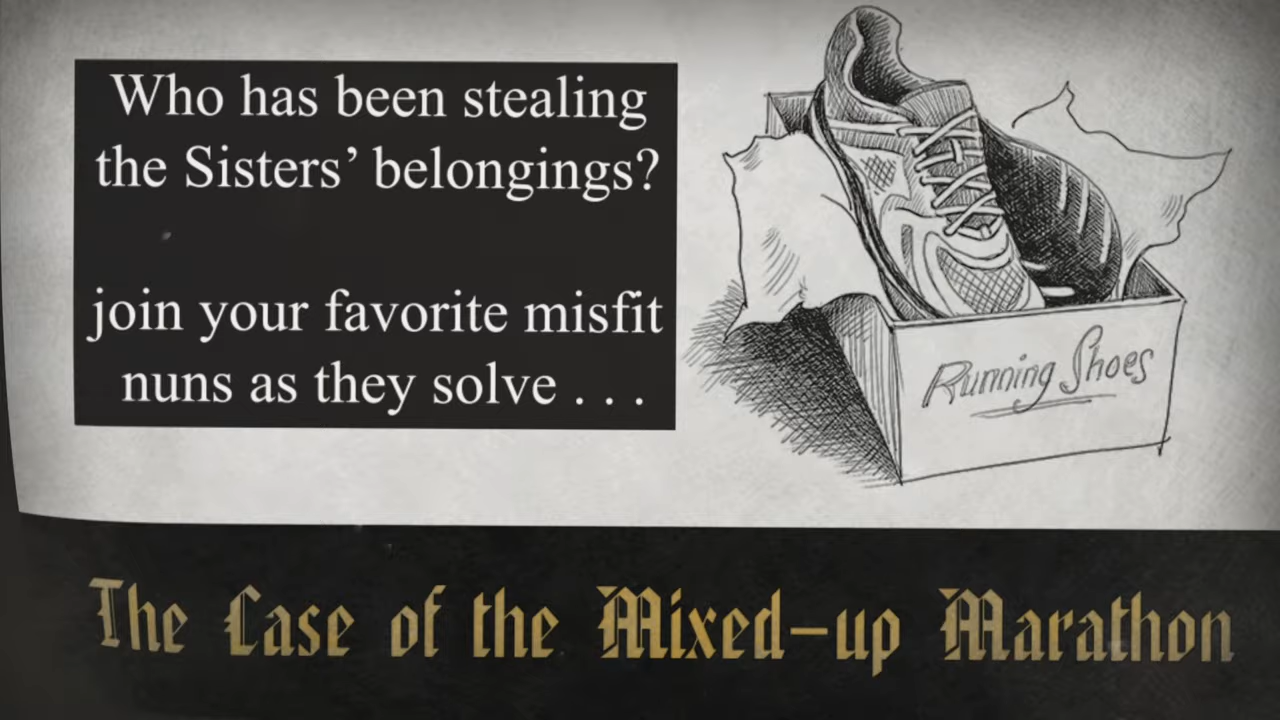 Who has been stealing
the Sisters’ belongings?
join your favorite misfit
nuns as they solve . . .
Running Shoes
The Case of the Mixed-up Marathon